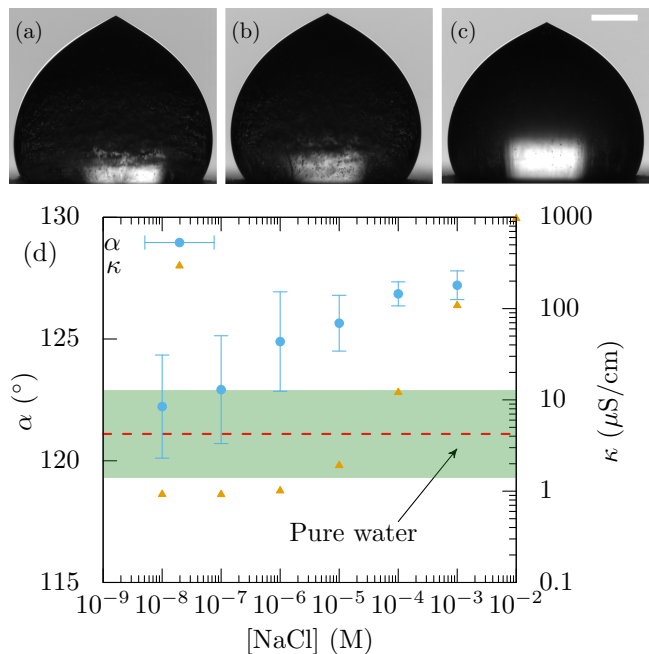 (a)
(b)
(c)
(d)
α
κ
130
125
120
115
α (°)
1000
100
10
1
0.1
κ (μS/cm)
Pure water
10⁻⁹ 10⁻⁸ 10⁻⁷ 10⁻⁶ 10⁻⁵ 10⁻⁴ 10⁻³ 10⁻²
[NaCl] (M)